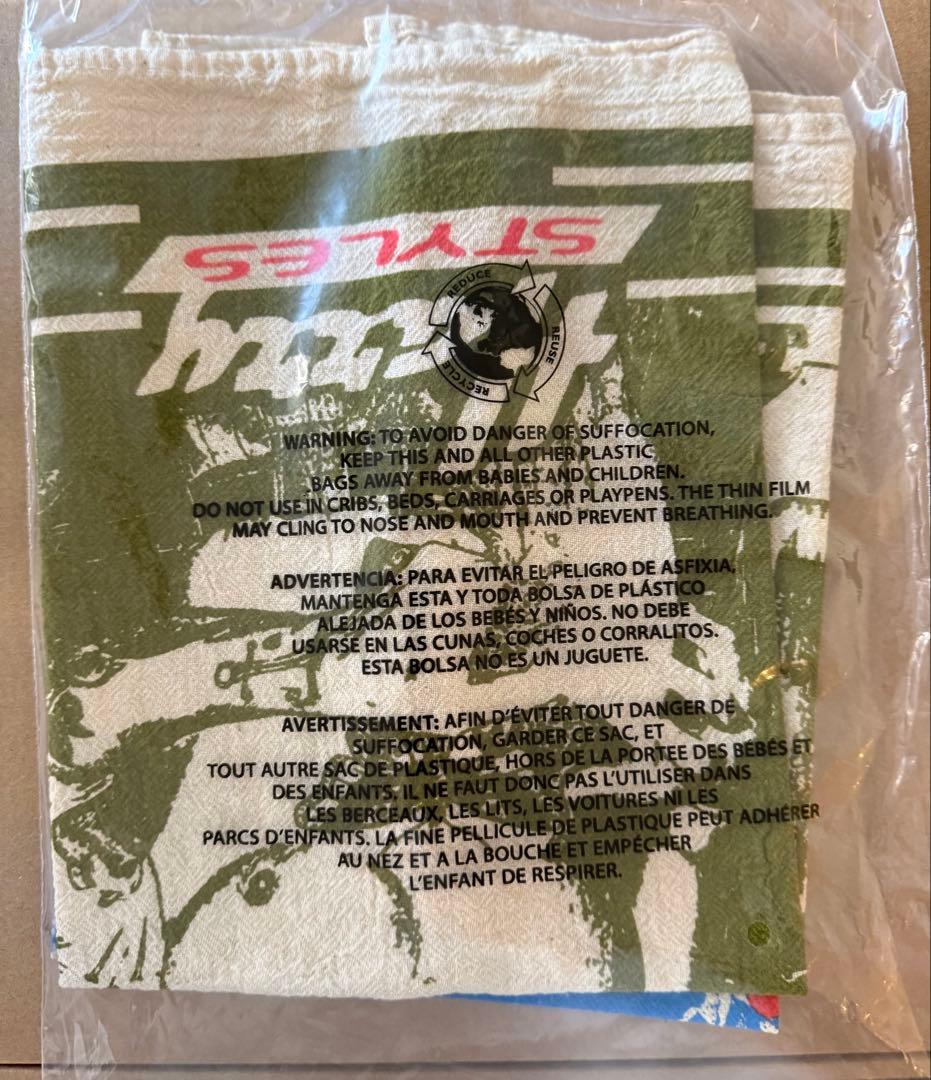 STYLES
Harry
REDUCE
REUSE
RECYCLE
WARNING: TO AVOID DANGER OF SUFFOCATION,
KEEP THIS AND ALL OTHER PLASTIC
BAGS AWAY FROM BABIES AND CHILDREN.
DO NOT USE IN CRIBS, BEDS, CARRIAGES OR PLAYPENS. THE THIN FILM
MAY CLING TO NOSE AND MOUTH AND PREVENT BREATHING.
ADVERTENCIA: PARA EVITAR EL PELIGRO DE ASFIXIA,
MANTENGA ESTA Y TODA BOLSA DE PLÁSTICO
ALEJADA DE LOS BEBÉS Y NIÑOS. NO DEBE
USARSE EN LAS CUNAS, COCHES O CORRALITOS.
ESTA BOLSA NO ES UN JUGUETE.
AVERTISSEMENT: AFIN D'ÉVITER TOUT DANGER DE
SUFFOCATION, GARDER CE SAC, ET
TOUT AUTRE SAC DE PLASTIQUE, HORS DE LA PORTEE DES BÉBÉS ET
DES ENFANTS. IL NE FAUT DONC PAS L'UTILISER DANS
LES BERCEAUX, LES LITS, LES VOITURES NI LES
PARCS D'ENFANTS. LA FINE PELLICULE DE PLASTIQUE PEUT ADHÉRER
AU NEZ ET A LA BOUCHE ET EMPÉCHER
L'ENFANT DE RESPIRER.